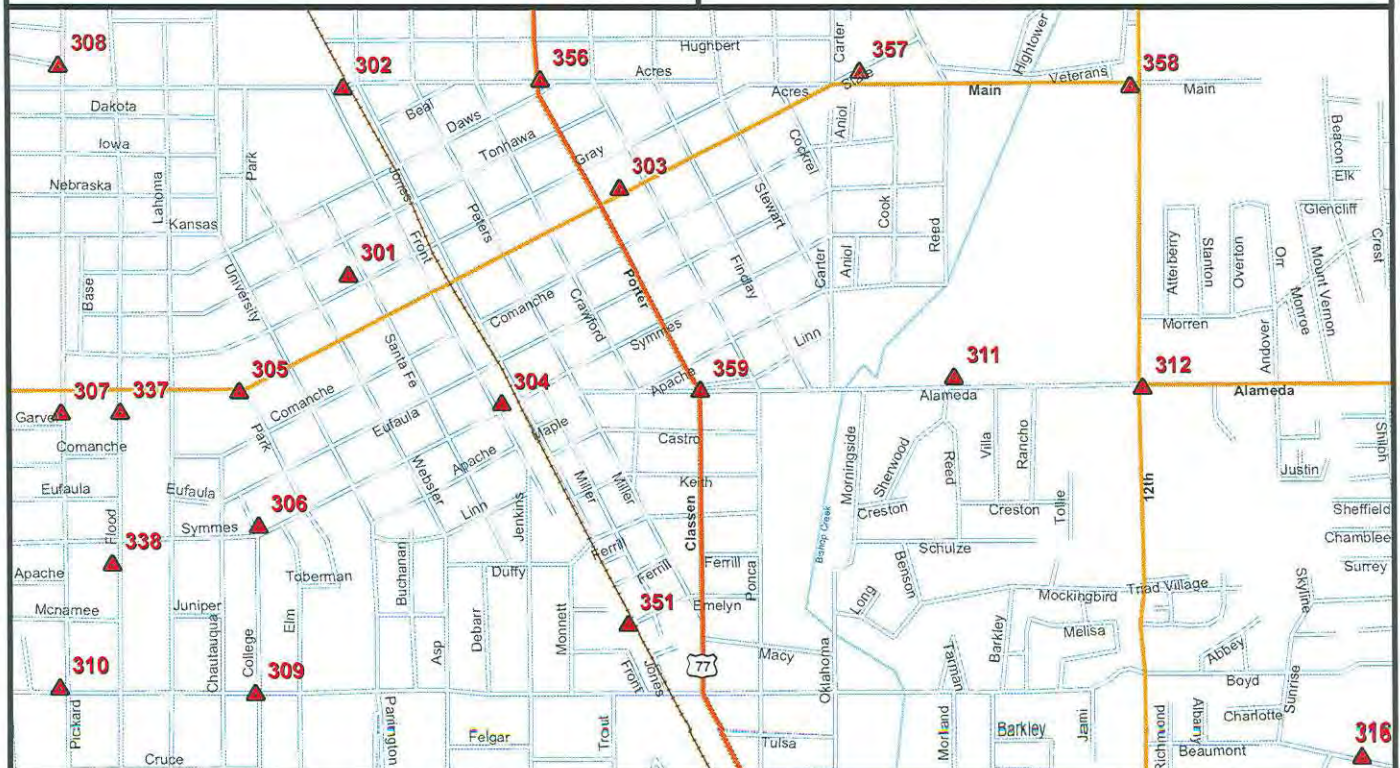 Hightower
Carter
308
302
356
357
358
Hughbert
Acres
State
Veterans
Main
Main
Acres
Dakota
Beal
Daws
Aniol
Beacon
Iowa
Tonhawa
Gray
Cockrel
Park
303
Elk
Nebraska
Lahoma
Jones
Stewart
Cook
Reed
Glencliff
Kansas
Peters
Front
301
Crest
Atterberry
Stanton
Overton
Orr
Mount Vernon
Monroe
Base
University
Porter
Findlay
Carter
Aniol
Comanche
Crawford
Symmes
Linn
Morren
Andover
Santa Fe
305
304
359
311
312
307
337
Comanche
Apache
Alameda
Alameda
Eufaula
Maple
Castro
Morningside
Sherwood
Villa
Rancho
Shiloh
Comanche
Park
Webster
Apache
Miller
Miller
Keith
Reed
Justin
12th
Eufaula
Eufaula
Linn
Jenkins
Classen
Creston
Creston
Tollie
Sheffield
306
Flood
Symmes
Bishop Creek
Chamblee
338
Ferrill
Ferrill
Ferrill
Schulze
Surrey
Apache
Toberman
Buchanan
Duffy
Ponca
Benson
Long
Mockingbird
Triad Village
Skyline
Mcnamee
Juniper
Elm
Debarr
Monnett
351
Emelyn
Barkley
Melisa
Chautauqua
College
Asp
Macy
Oklahoma
Tarman
Abbey
310
309
Front
Jones
77
Boyd
Sunrise
Pickard
Parrington
Felgar
Trout
Tulsa
Morland
Barkley
Jami
Richmond
Albany
Charlotte
Beaumont
Cruce
316